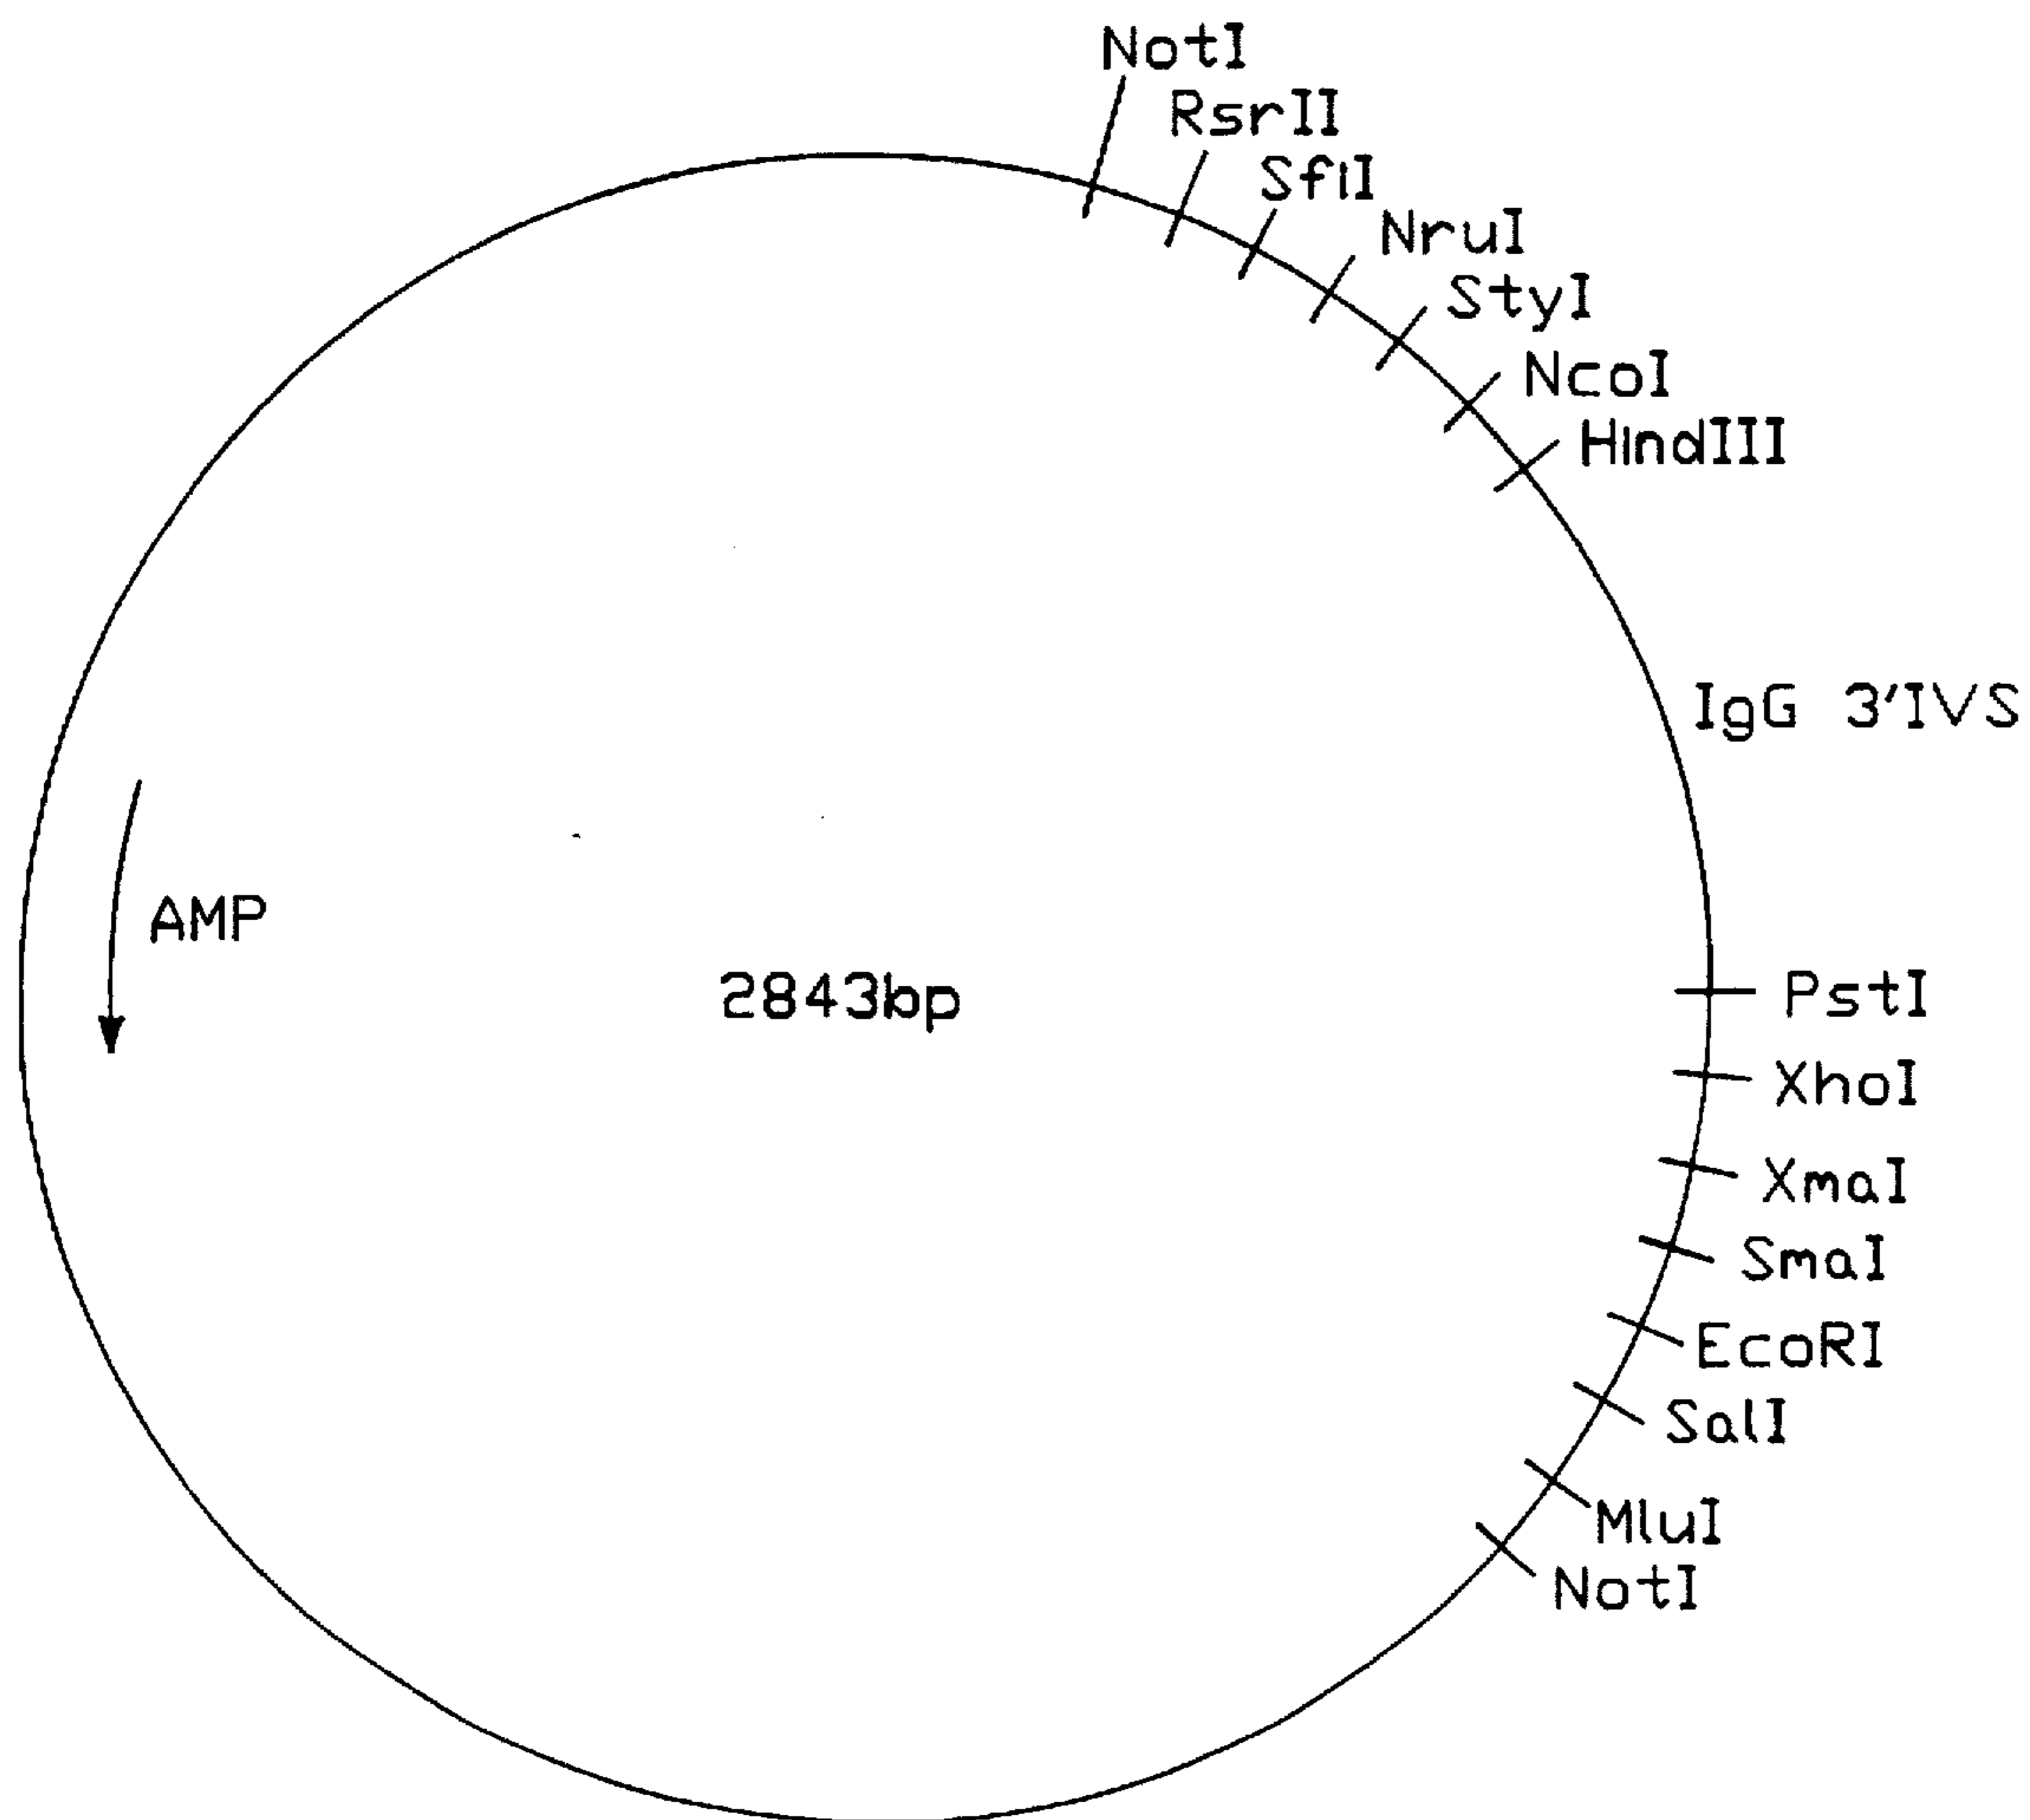 NotI
RsrII
SfiI
NruI
StyI
NcoI
HindIII
IgG 3'IVS
AMP
2843bp
PstI
XhoI
XmaI
SmaI
EcoRI
SalI
MluI
NotI